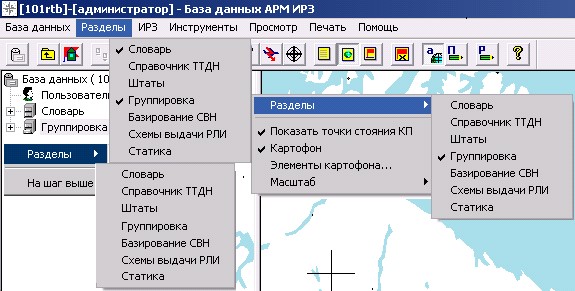 [101rtb]-[администратор] - База данных АРМ ИРЗ
База данных Разделы ИРЗ Инструменты Просмотр Печать Помощь
a П Р ?
Словарь
Справочник ТТДН
Штаты
Группировка
Базирование СВН
Схемы выдачи РЛИ
Статика
База данных ( 10
Пользовате
Словарь
Группировка
Разделы
На шаг выше
Словарь
Справочник ТТДН
Штаты
Группировка
Базирование СВН
Схемы выдачи РЛИ
Статика
Разделы
Показать точки стояния КП
Картофон
Элементы картофона...
Масштаб
Словарь
Справочник ТТДН
Штаты
Группировка
Базирование СВН
Схемы выдачи РЛИ
Статика